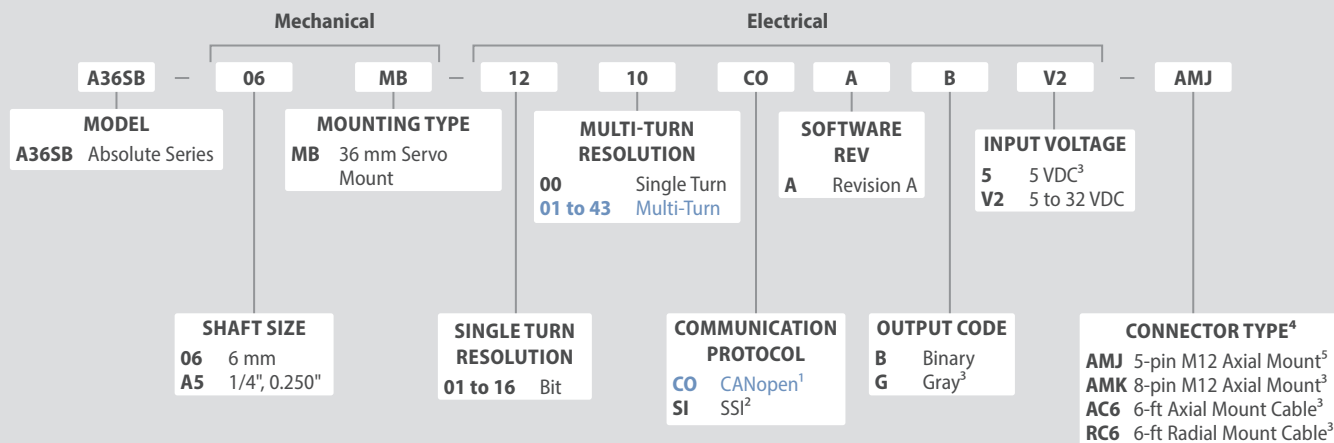 Mechanical
Electrical
A36SB — 06 MB — 12 10 CO A B V2 — AMJ
MODEL
A36SB Absolute Series
MOUNTING TYPE
MB 36 mm Servo
Mount
MULTI-TURN
RESOLUTION
00 Single Turn
01 to 43 Multi-Turn
SOFTWARE
REV
A Revision A
INPUT VOLTAGE
5 5 VDC³
V2 5 to 32 VDC
SHAFT SIZE
06 6 mm
A5 1/4", 0.250"
SINGLE TURN
RESOLUTION
01 to 16 Bit
COMMUNICATION
PROTOCOL
CO CANopen¹
SI SSI²
OUTPUT CODE
B Binary
G Gray³
CONNECTOR TYPE⁴
AMJ 5-pin M12 Axial Mount⁵
AMK 8-pin M12 Axial Mount³
AC6 6-ft Axial Mount Cable³
RC6 6-ft Radial Mount Cable³